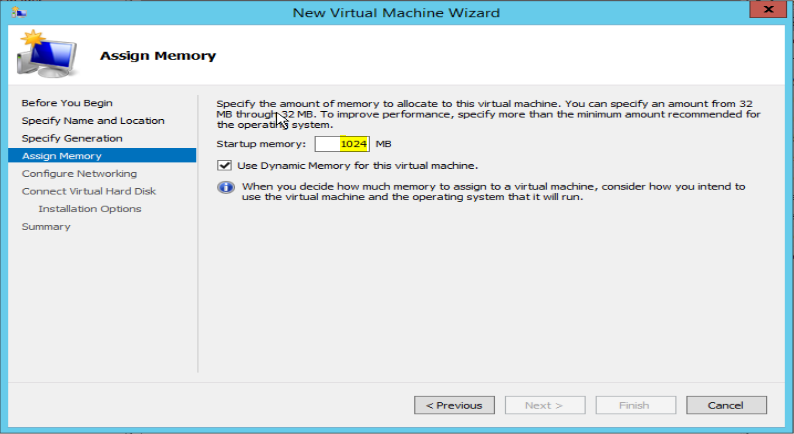 New Virtual Machine Wizard
Assign Memory
Before You Begin
Specify Name and Location
Specify Generation
Assign Memory
Configure Networking
Connect Virtual Hard Disk
Installation Options
Summary
Specify the amount of memory to allocate to this virtual machine. You can specify an amount from 32
MB through 32 MB. To improve performance, specify more than the minimum amount recommended for
the operating system.
Startup memory: 1024 MB
Use Dynamic Memory for this virtual machine.
When you decide how much memory to assign to a virtual machine, consider how you intend to
use the virtual machine and the operating system that it will run.
< Previous Next > Finish Cancel